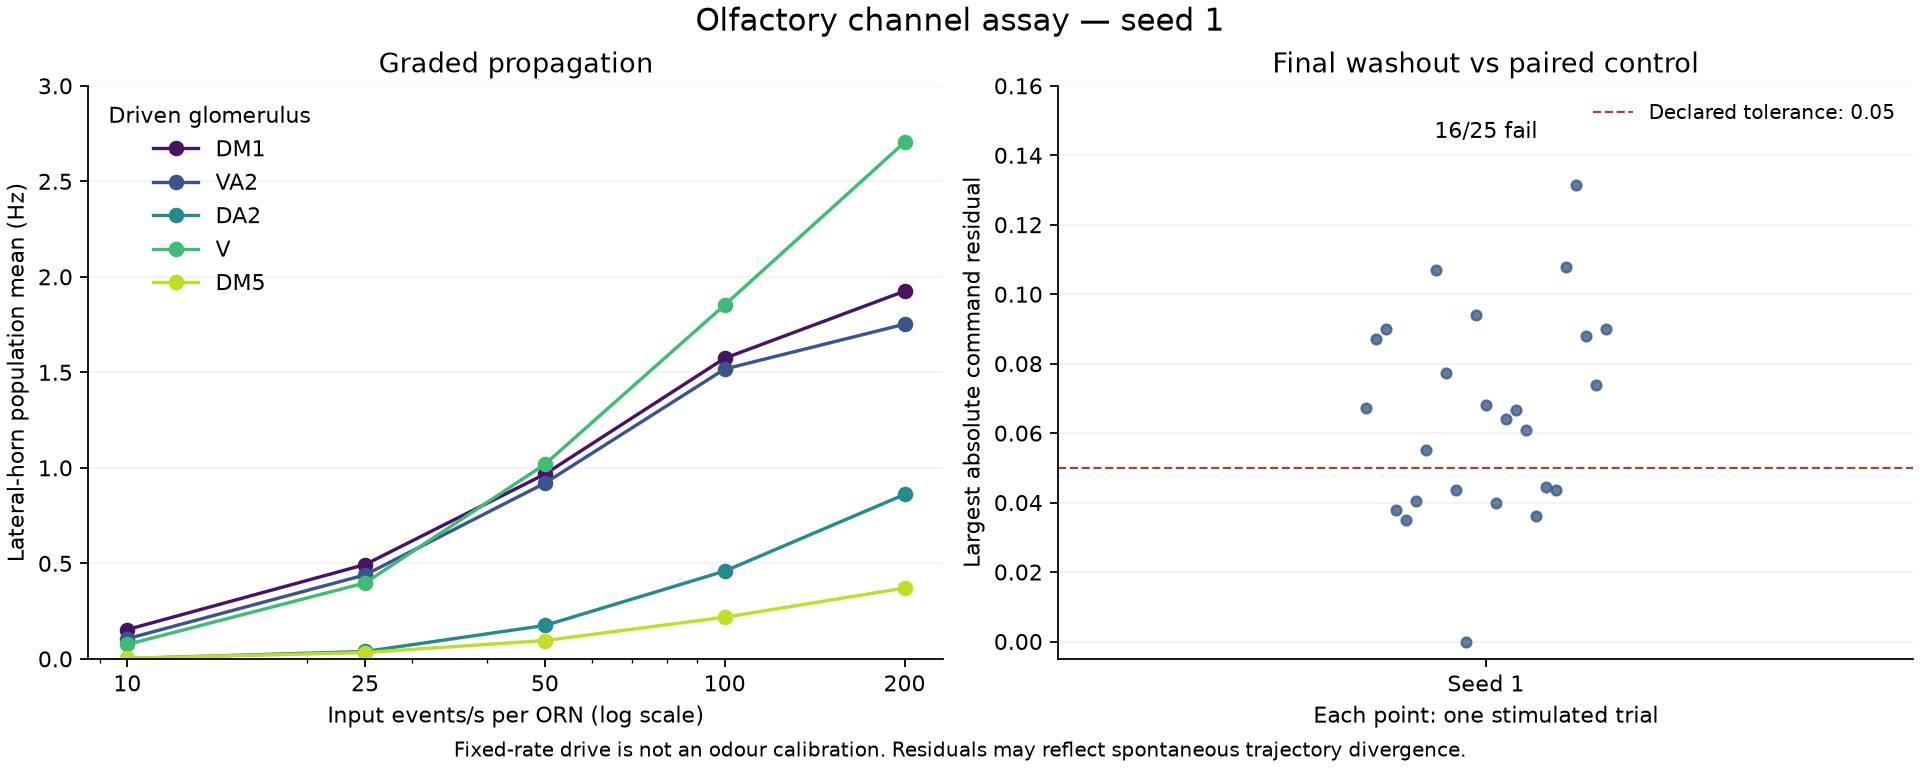 Olfactory channel assay — seed 1
Graded propagation
Lateral-horn population mean (Hz)
3.0
2.5
2.0
1.5
1.0
0.5
0.0
Driven glomerulus
DM1
VA2
DA2
V
DM5
10
25
50
100
200
Input events/s per ORN (log scale)
Final washout vs paired control
Largest absolute command residual
0.16
0.14
0.12
0.10
0.08
0.06
0.04
0.02
0.00
Declared tolerance: 0.05
16/25 fail
Seed 1
Each point: one stimulated trial
Fixed-rate drive is not an odour calibration. Residuals may reflect spontaneous trajectory divergence.